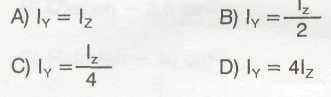 A) I_Y = I_Z
B) I_Y = I_Z/2
C) I_Y = I_Z/4
D) I_Y = 4I_Z